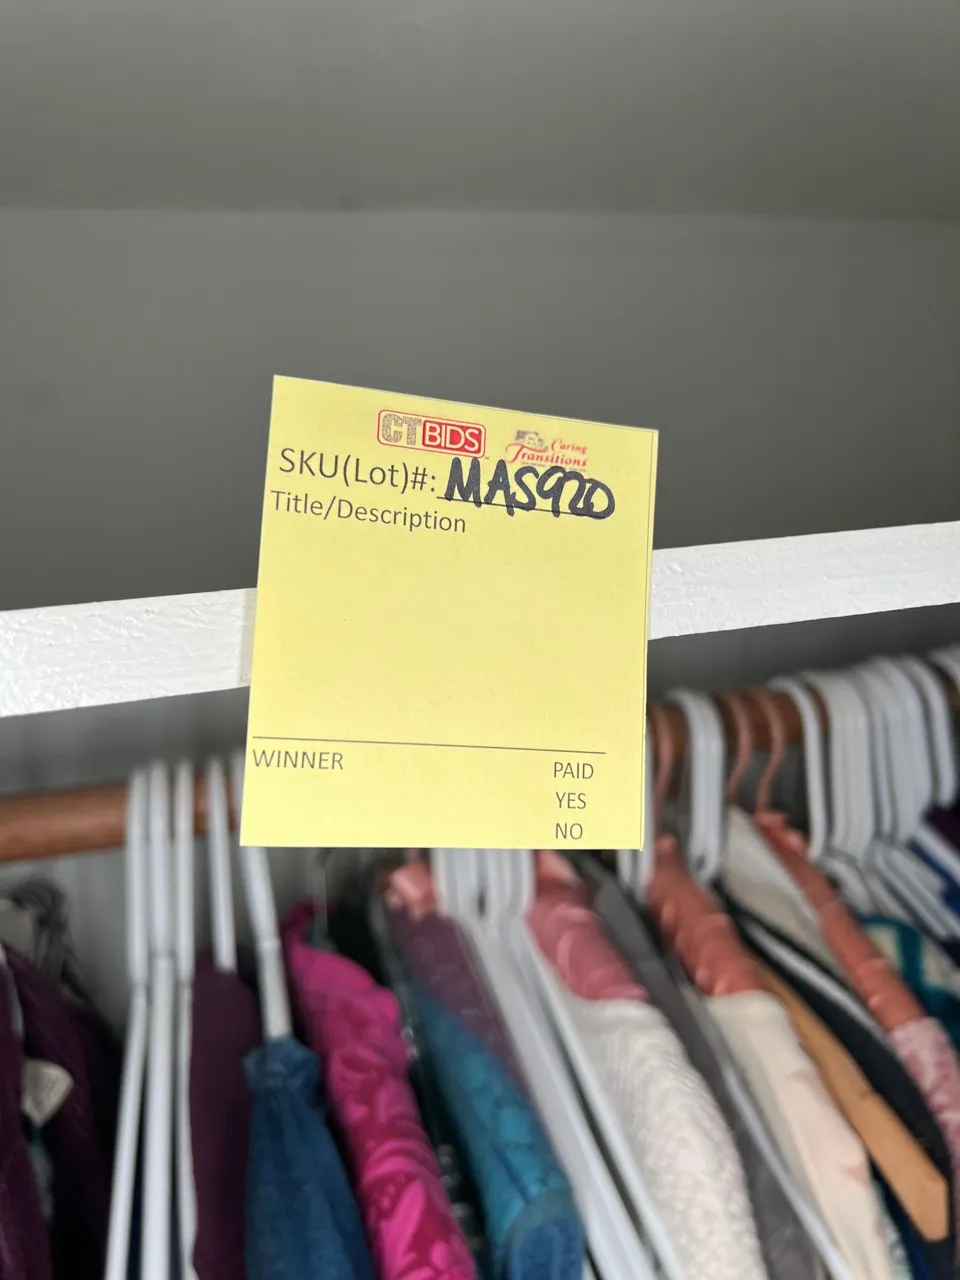 CTBIDS
Caring
Transitions
SKU(Lot)#: MAS920
Title/Description
WINNER
PAID
YES
NO